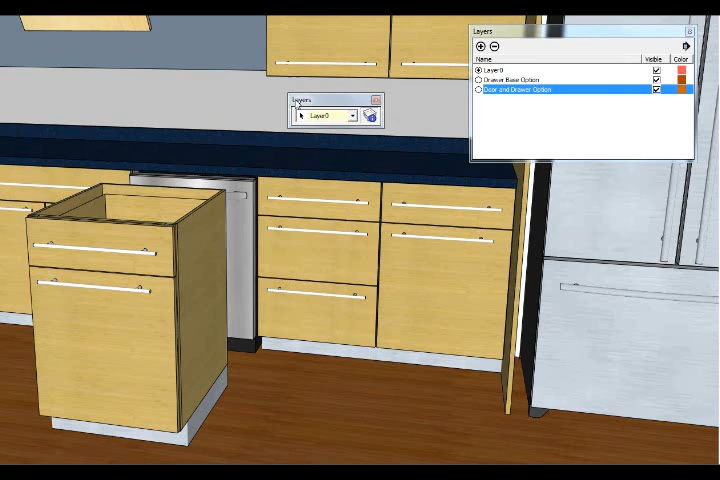 Layers
Name Visible Color
Layer0
Drawer Base Option
Door and Drawer Option
Layers
Layer0